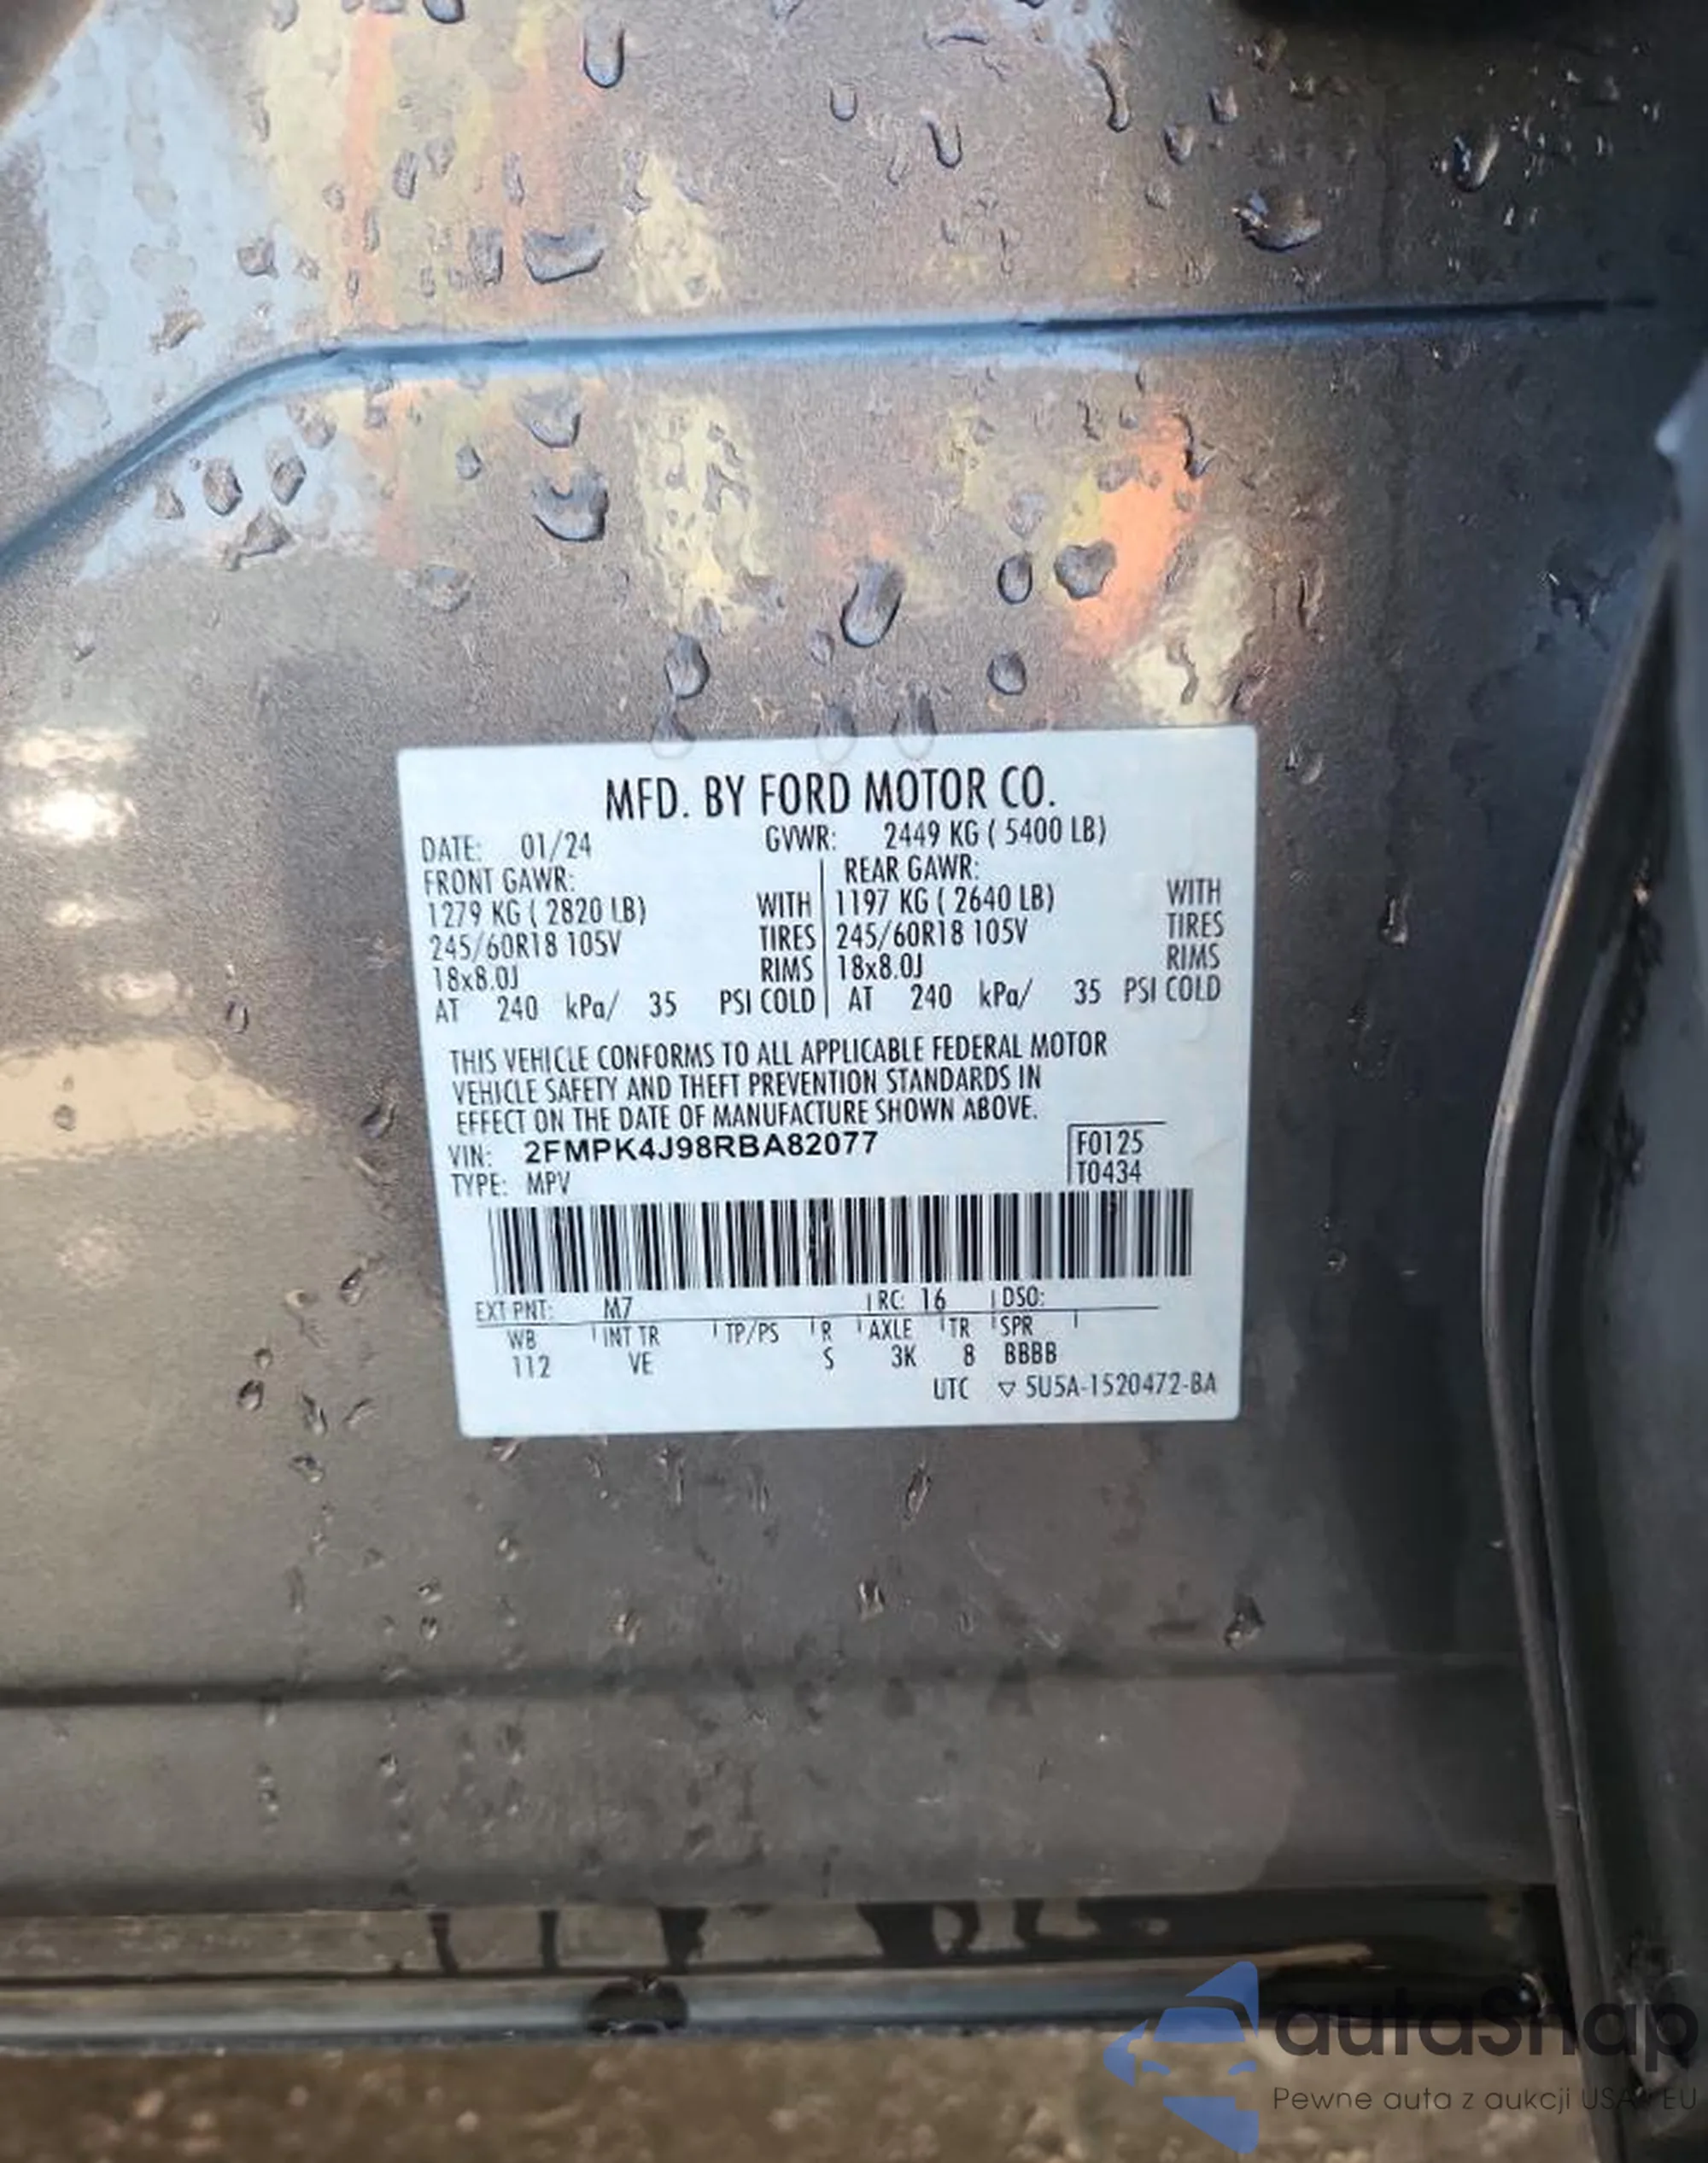 MFD. BY FORD MOTOR CO.
DATE: 01/24 GVWR: 2449 KG ( 5400 LB)
FRONT GAWR: REAR GAWR:
1279 KG ( 2820 LB) WITH 1197 KG ( 2640 LB) WITH
245/60R18 105V TIRES 245/60R18 105V TIRES
18x8.0J RIMS 18x8.0J RIMS
AT 240 kPa/ 35 PSI COLD AT 240 kPa/ 35 PSI COLD
THIS VEHICLE CONFORMS TO ALL APPLICABLE FEDERAL MOTOR
VEHICLE SAFETY AND THEFT PREVENTION STANDARDS IN
EFFECT ON THE DATE OF MANUFACTURE SHOWN ABOVE.
VIN: 2FMPK4J98RBA82077 F0125
TYPE: MPV T0434
EXT PNT: M7 RC: 16 DSO:
WB INT TR TP/PS R AXLE TR SPR
112 VE S 3K 8 BBBB
UTC ▽ 5U5A-1520472-BA
autaSnap
Pewne auta z aukcji USA i EU